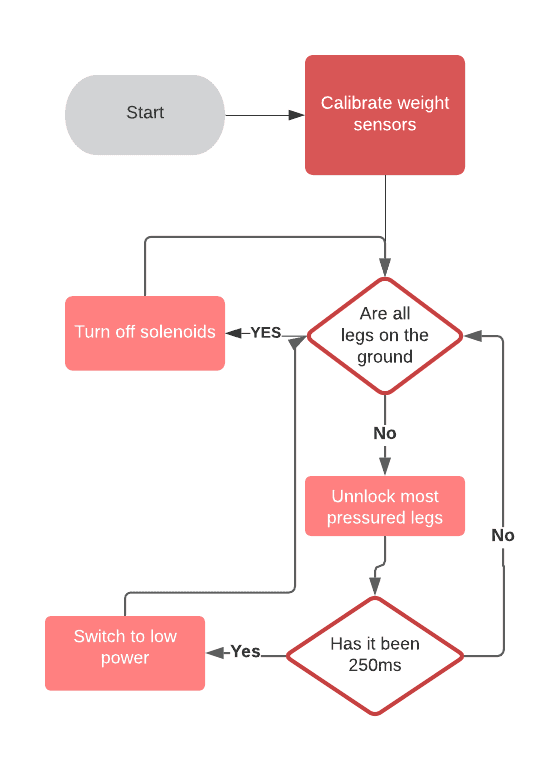 Start
Calibrate weight
sensors
Are all
legs on the
ground
YES
Turn off solenoids
No
Unnlock most
pressured legs
No
Has it been
250ms
Yes
Switch to low
power